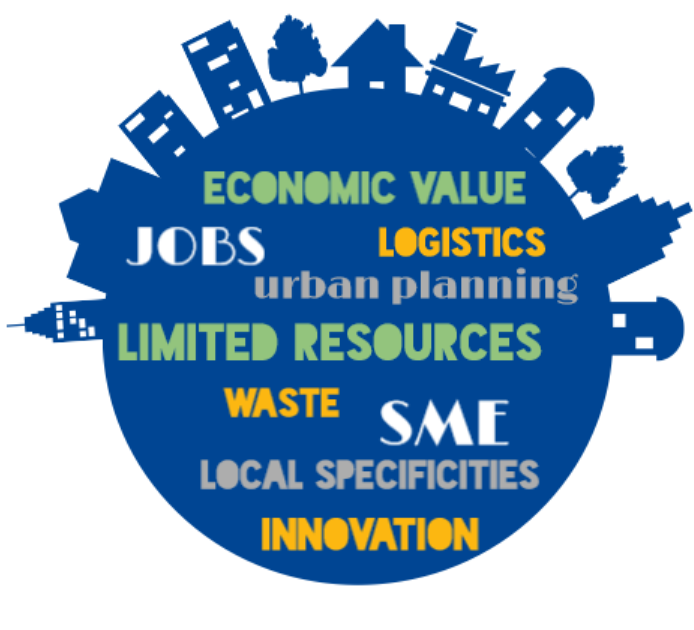 ECONOMIC VALUE
JOBS
LOGISTICS
urban planning
LIMITED RESOURCES
WASTE
SME
LOCAL SPECIFICITIES
INNOVATION